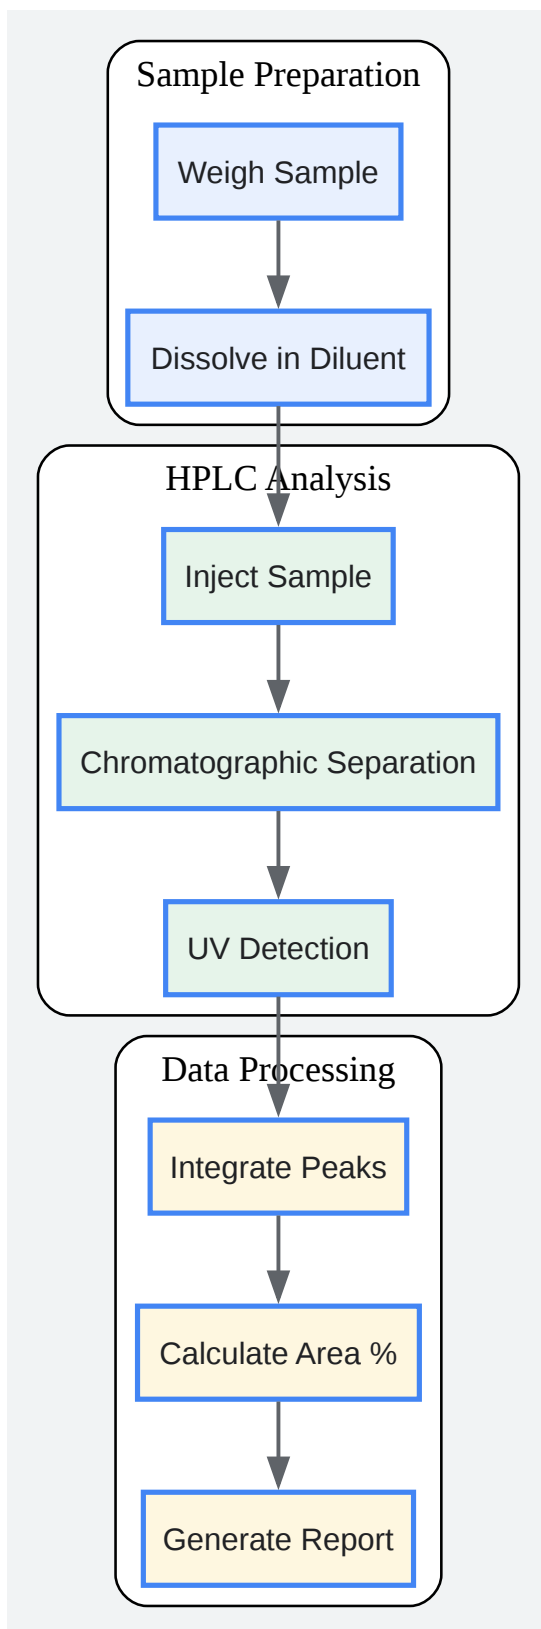 Sample Preparation
Weigh Sample
Dissolve in Diluent
HPLC Analysis
Inject Sample
Chromatographic Separation
UV Detection
Data Processing
Integrate Peaks
Calculate Area %
Generate Report